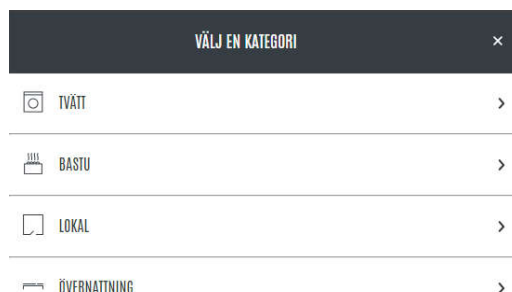 VÄLJ EN KATEGORI
TVÄTT
BASTU
LOKAL
ÖVERNATTNING